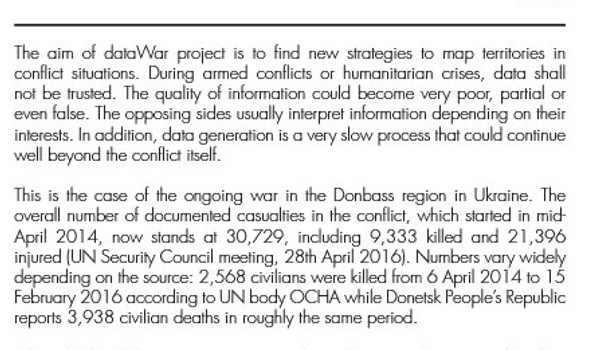 The aim of dataWar project is to find new strategies to map territories in
conflict situations. During armed conflicts or humanitarian crises, data shall
not be trusted. The quality of information could become very poor, partial or
even false. The opposing sides usually interpret information depending on their
interests. In addition, data generation is a very slow process that could continue
well beyond the conflict itself.
This is the case of the ongoing war in the Donbass region in Ukraine. The
overall number of documented casualties in the conflict, which started in mid-
April 2014, now stands at 30,729, including 9,333 killed and 21,396
injured (UN Security Council meeting, 28th April 2016). Numbers vary widely
depending on the source: 2,568 civilians were killed from 6 April 2014 to 15
February 2016 according to UN body OCHA while Donetsk People's Republic
reports 3,938 civilian deaths in roughly the same period.